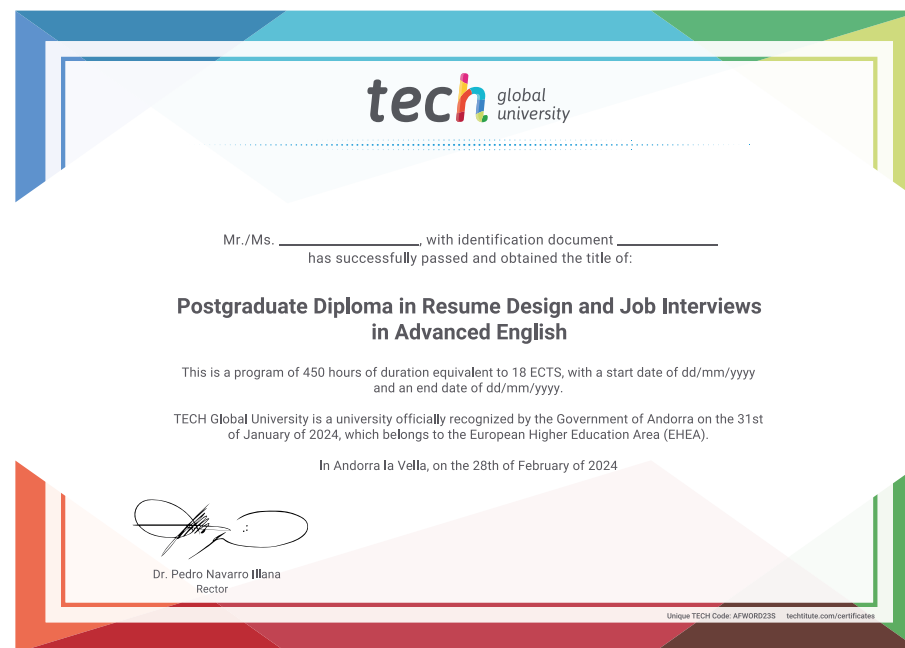 tech global
university
Mr./Ms. ____________, with identification document ____________
has successfully passed and obtained the title of:
Postgraduate Diploma in Resume Design and Job Interviews
in Advanced English
This is a program of 450 hours of duration equivalent to 18 ECTS, with a start date of dd/mm/yyyy
and an end date of dd/mm/yyyy.
TECH Global University is a university officially recognized by the Government of Andorra on the 31st
of January of 2024, which belongs to the European Higher Education Area (EHEA).
In Andorra la Vella, on the 28th of February of 2024
Dr. Pedro Navarro Illana
Rector
Unique TECH Code: AFWORD23S techtitute.com/certificates